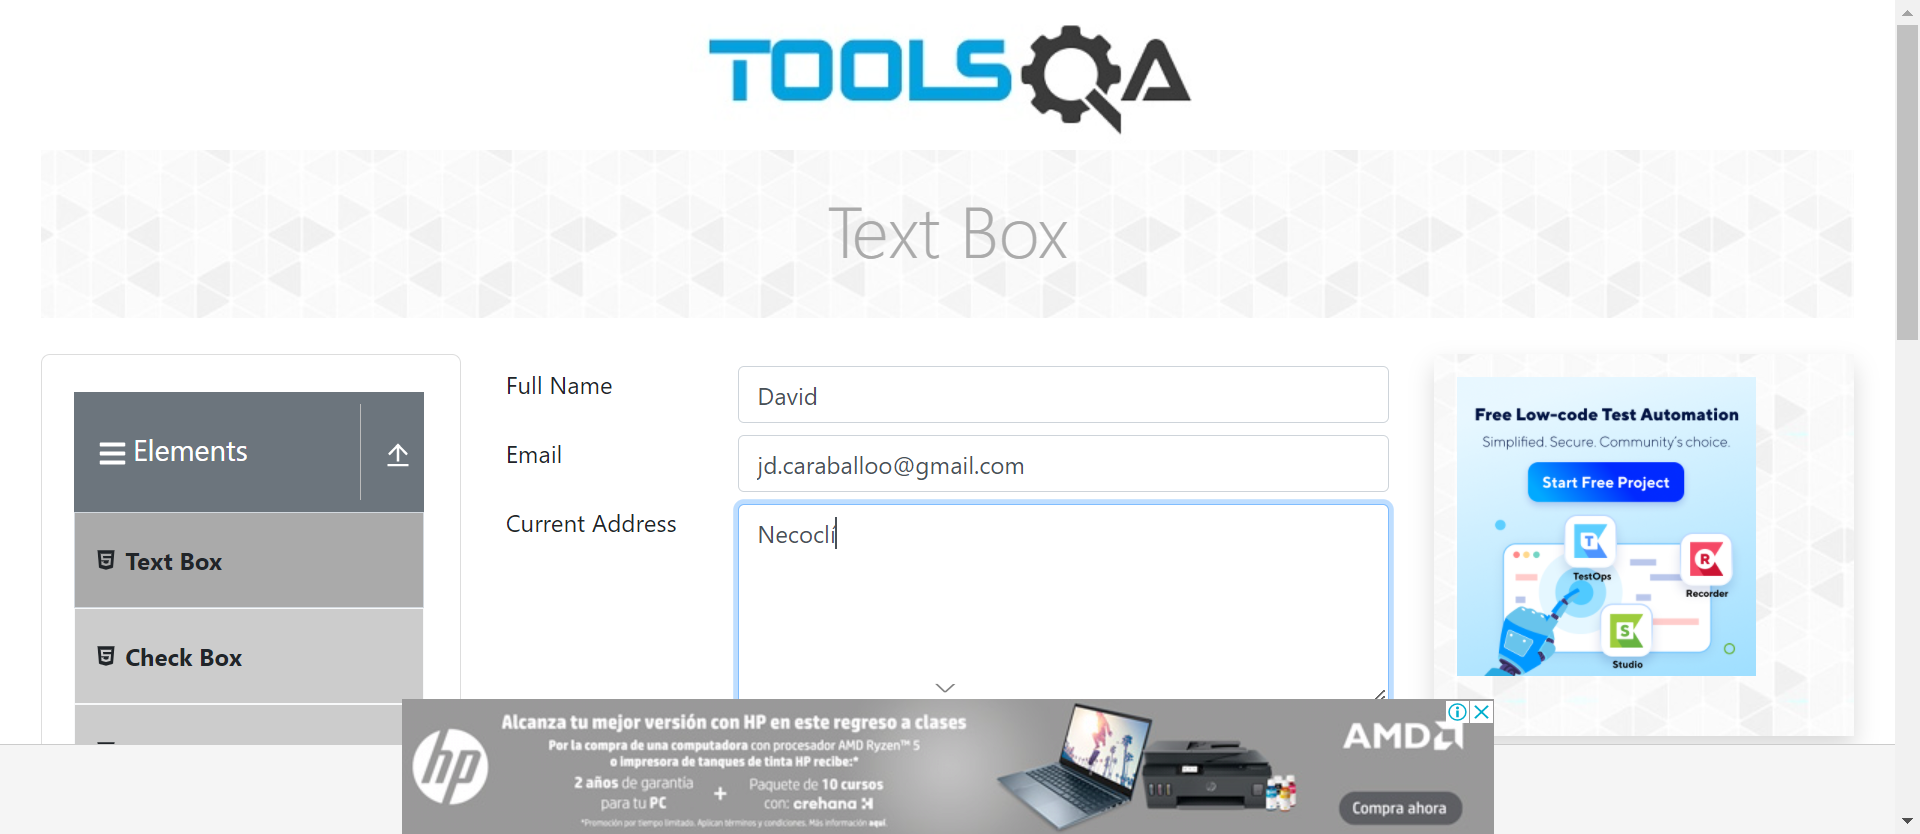 TOOLSQA
Text Box
Elements
Text Box
Check Box
Full Name
David
Email
jd.caraballoo@gmail.com
Current Address
Necoclí
Free Low-code Test Automation
Simplified. Secure. Community's choice.
Start Free Project
TestOps
Recorder
Studio
hp
Alcanza tu mejor versión con HP en este regreso a clases
Por la compra de una computadora con procesador AMD Ryzen™ 5
o impresora de tanques de tinta HP recibe:*
2 años de garantía
para tu PC
+
Paquete de 10 cursos
con: crehana
*Promoción por tiempo limitado. Aplican términos y condiciones. Más información aquí.
AMD
Compra ahora